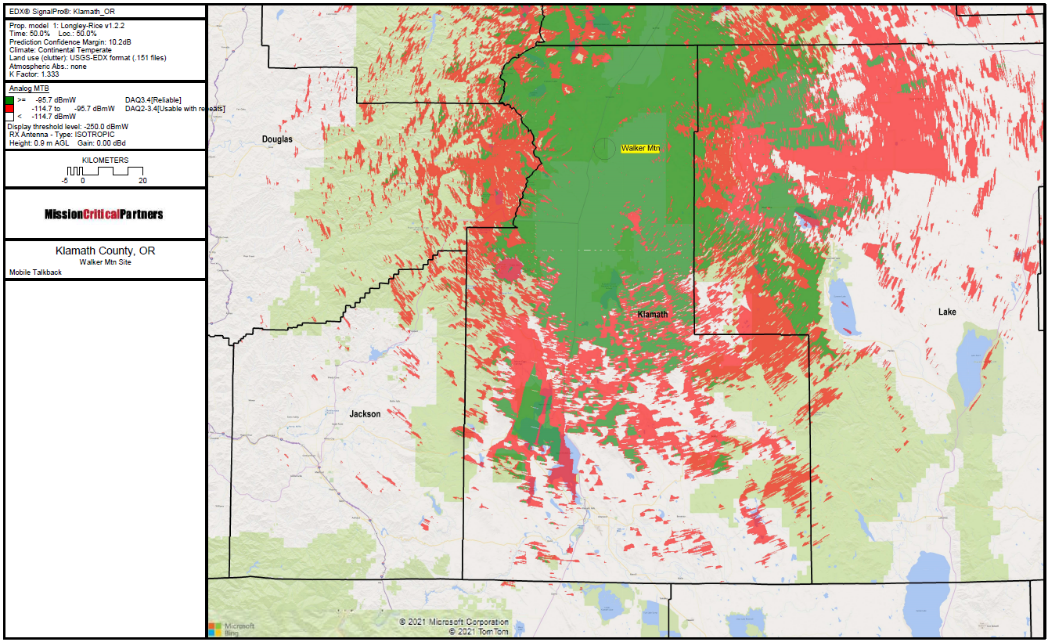 EDX® SignalPro®: Klamath_OR
Prop. model 1: Longley-Rice v1.2.2
Time: 50.0% Loc.: 50.0%
Prediction Confidence Margin: 10.2dB
Climate: Continental Temperate
Land use (clutter): USGS-EDX format (.151 files)
Atmospheric Abs.: none
K Factor: 1.333
Analog MTB
>= -95.7 dBmW DAQ3.4[Reliable]
-114.7 to -95.7 dBmW DAQ2-3.4[Usable with repeats]
< -114.7 dBmW
Display threshold level: -250.0 dBmW
RX Antenna - Type: ISOTROPIC
Height: 0.9 m AGL Gain: 0.00 dBd
KILOMETERS
-5 0 20
MissionCriticalPartners
Klamath County, OR
Walker Mtn Site
Mobile Talkback
Douglas
Walker Mtn
Klamath
Lake
Jackson
Microsoft
Bing
© 2021 Microsoft Corporation
© 2021 TomTom